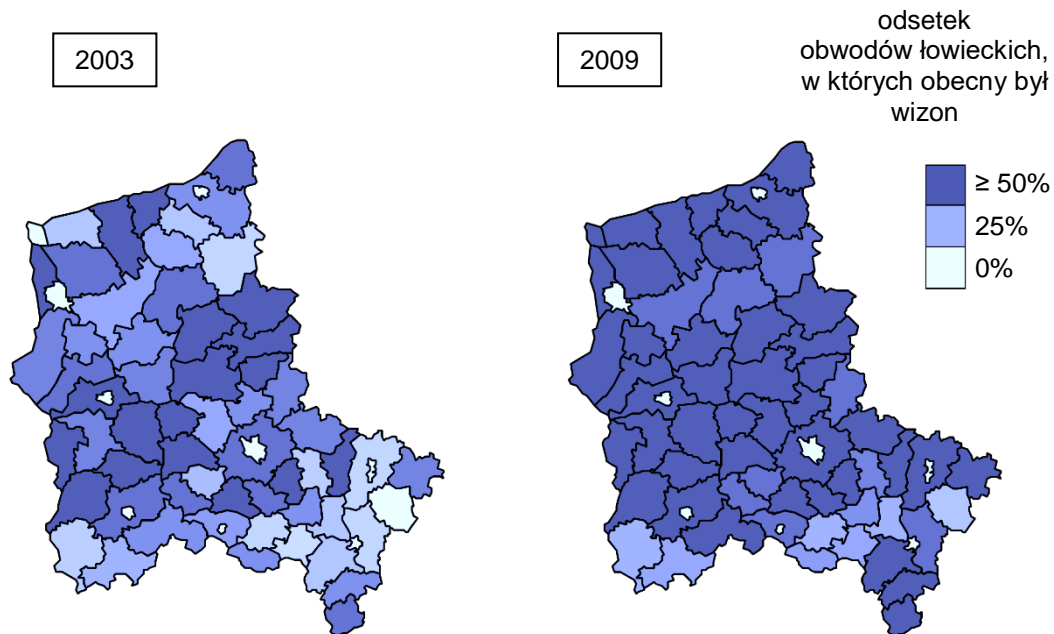 2003
2009
odsetek
obwodów łowieckich,
w których obecny był
wizon
≥ 50%
25%
0%